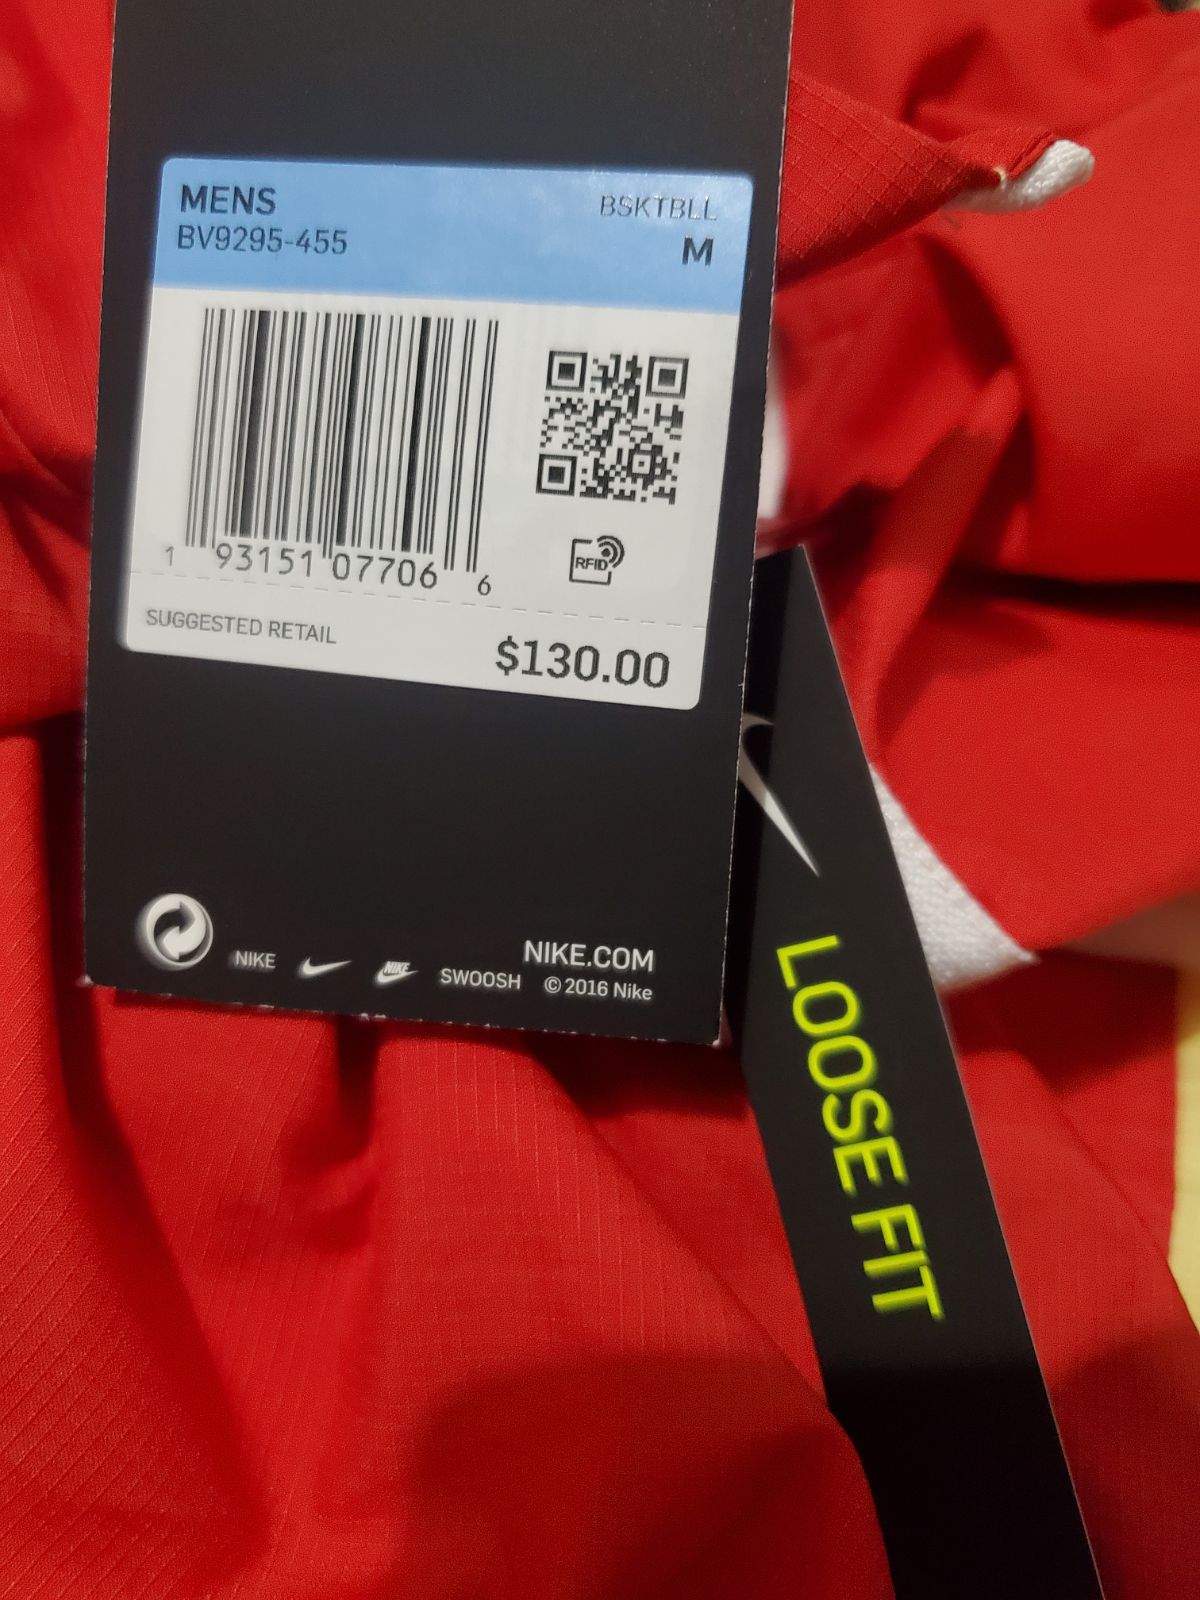 MENS
BSKTBLL
BV9295-455
M
1 93151 07706 6
RFID
SUGGESTED RETAIL
$130.00
NIKE.COM
NIKE NIKE SWOOSH © 2016 Nike
LOOSE FIT